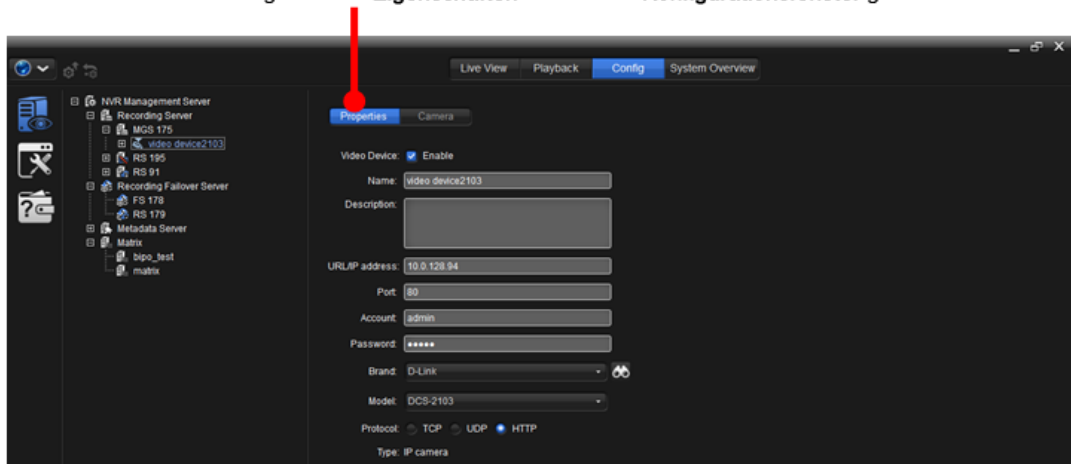 Live View Playback Config System Overview
NVR Management Server
Recording Server
MGS 175
video device2103
RS 195
RS 91
Recording Failover Server
FS 178
RS 179
Metadata Server
Matrix
bipo_test
matrix
Properties Camera
Video Device: Enable
Name: video device2103
Description:
URL/IP address: 10.0.128.94
Port: 80
Account: admin
Password: •••••
Brand: D-Link
Model: DCS-2103
Protocol: TCP UDP HTTP
Type: IP camera